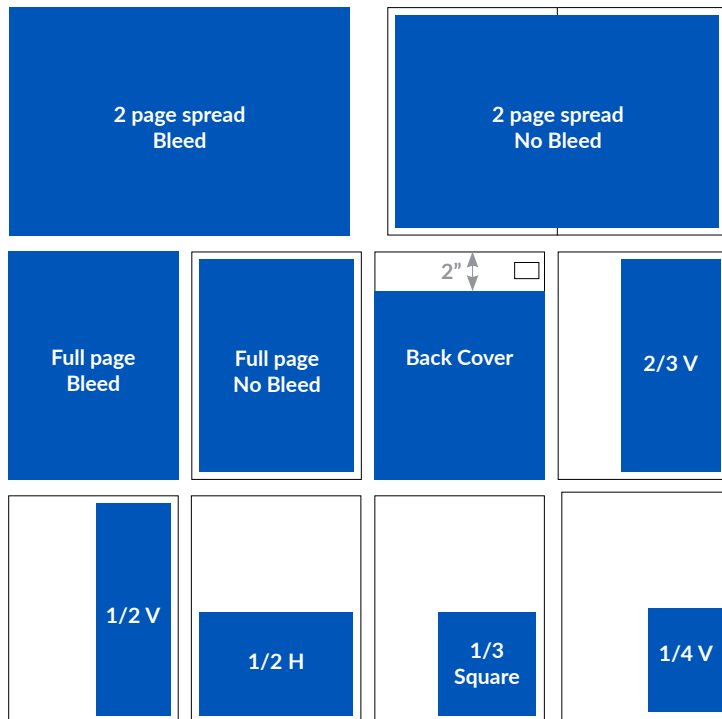 2 page spread
Bleed
2 page spread
No Bleed
Full page
Bleed
Full page
No Bleed
2”
Back Cover
2/3 V
1/2 V
1/2 H
1/3
Square
1/4 V